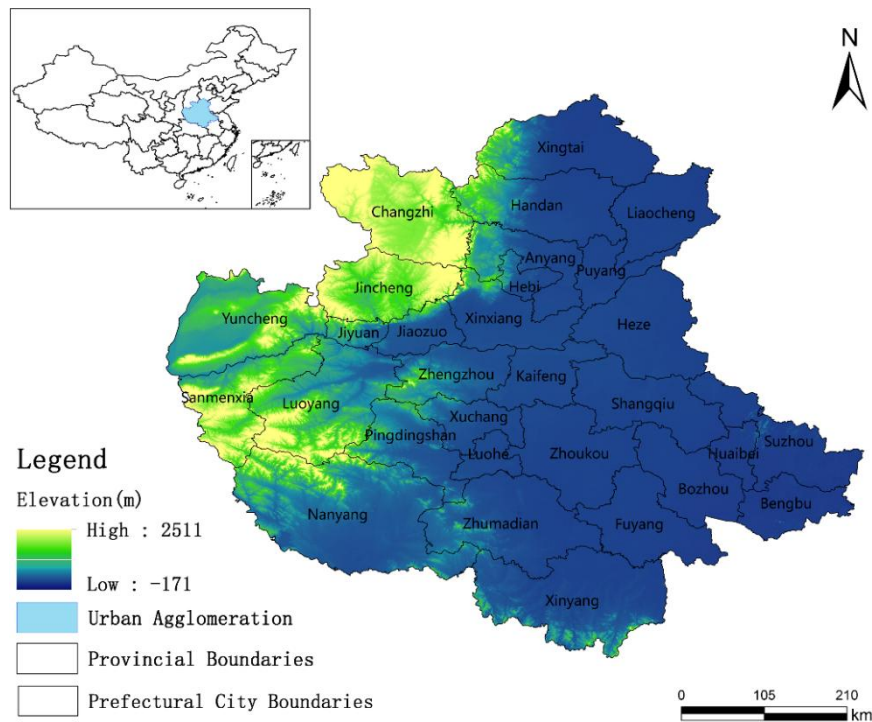 N
Xingtai
Changzhi
Handan
Liaocheng
Anyang
Puyang
Hebi
Jincheng
Yuncheng
Jiyuan
Jiaozuo
Xinxiang
Heze
Zhengzhou
Kaifeng
Sanmenxia
Luoyang
Shangqiu
Xuchang
Pingdingshan
Suzhou
Luohe
Zhoukou
Huaibei
Bozhou
Bengbu
Nanyang
Zhumadian
Fuyang
Xinyang
Legend
Elevation(m)
High : 2511
Low : -171
Urban Agglomeration
Provincial Boundaries
Prefectural City Boundaries
0 105 210
km